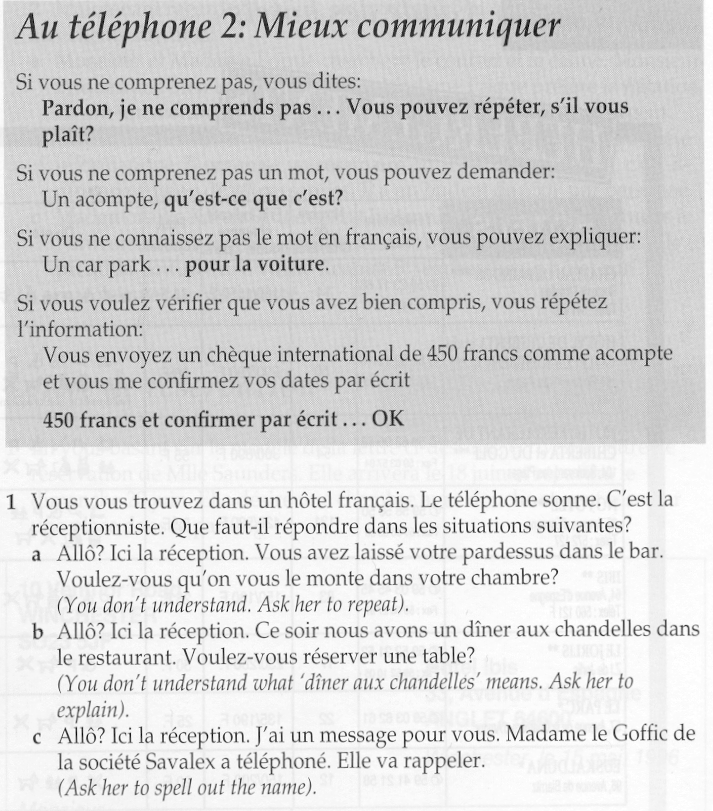 Au téléphone 2: Mieux communiquer
Si vous ne comprenez pas, vous dites:
Pardon, je ne comprends pas ... Vous pouvez répéter, s'il vous
plaît?
Si vous ne comprenez pas un mot, vous pouvez demander:
Un acompte, qu'est-ce que c'est?
Si vous ne connaissez pas le mot en français, vous pouvez expliquer:
Un car park ... pour la voiture.
Si vous voulez vérifier que vous avez bien compris, vous répétez
l'information:
Vous envoyez un chèque international de 450 francs comme acompte
et vous me confirmez vos dates par écrit
450 francs et confirmer par écrit ... OK
1 Vous vous trouvez dans un hôtel français. Le téléphone sonne. C'est la
réceptionniste. Que faut-il répondre dans les situations suivantes?
a Allô? Ici la réception. Vous avez laissé votre pardessus dans le bar.
Voulez-vous qu'on vous le monte dans votre chambre?
(You don't understand. Ask her to repeat).
b Allô? Ici la réception. Ce soir nous avons un dîner aux chandelles dans
le restaurant. Voulez-vous réserver une table?
(You don't understand what 'dîner aux chandelles' means. Ask her to
explain).
c Allô? Ici la réception. J'ai un message pour vous. Madame le Goffic de
la société Savalex a téléphoné. Elle va rappeler.
(Ask her to spell out the name).